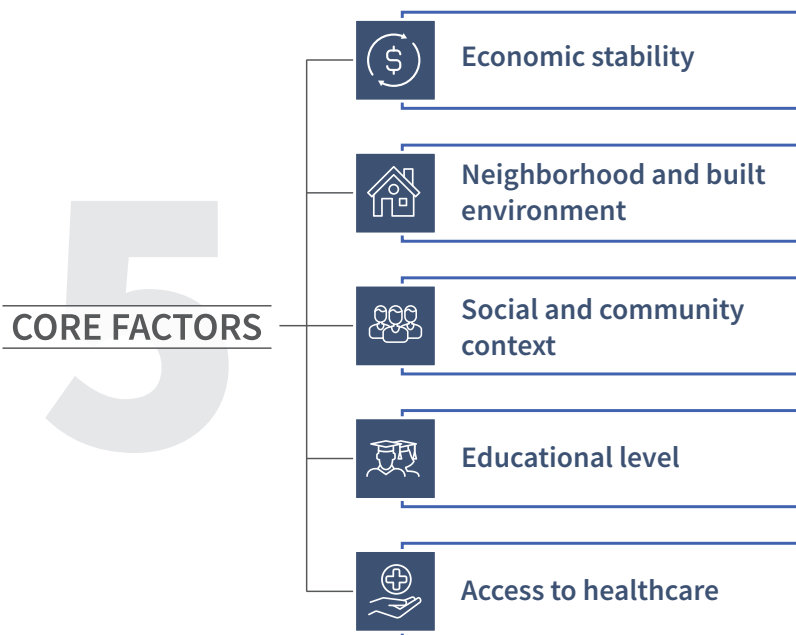 5
CORE FACTORS
$
Economic stability
Neighborhood and built
environment
Social and community
context
Educational level
Access to healthcare